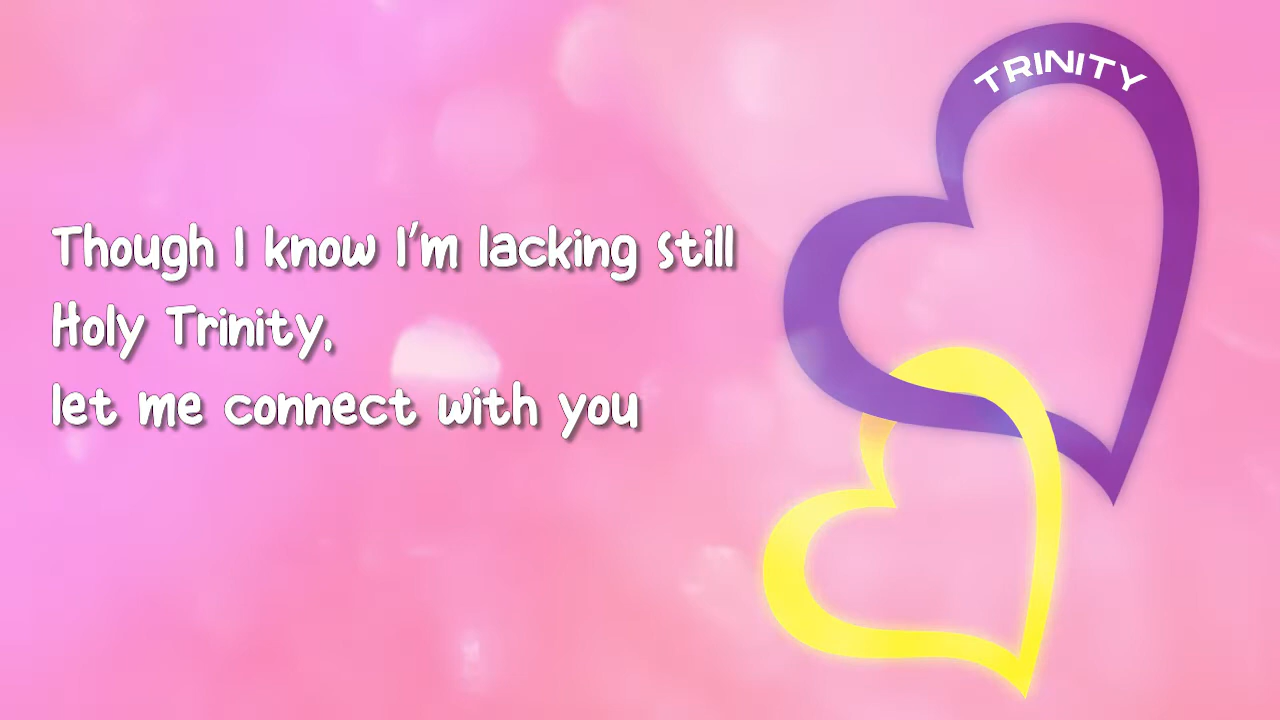 TRINITY
Though I know I'm lacking still
Holy Trinity,
let me connect with you